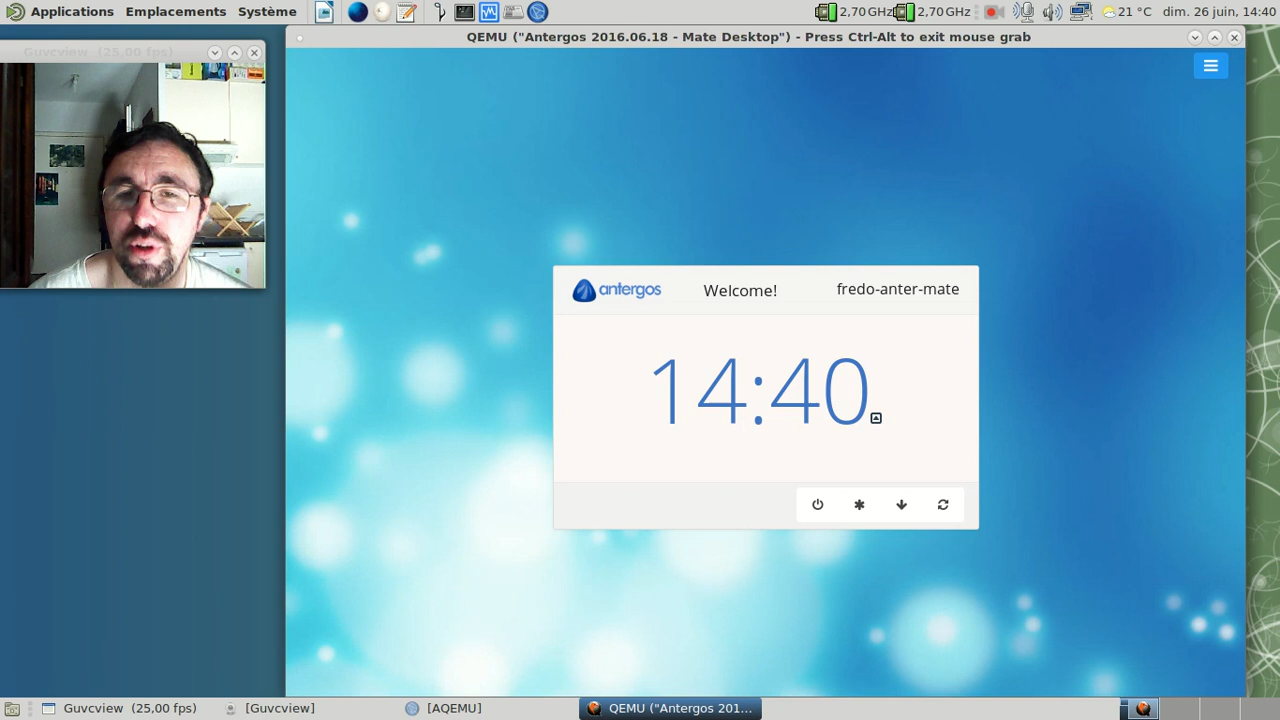 Applications Emplacements Système 2,70 GHz 2,70 GHz 21 °C dim. 26 juin, 14:40
Guvcview (25,00 fps)
QEMU ("Antergos 2016.06.18 - Mate Desktop") - Press Ctrl-Alt to exit mouse grab
antergos Welcome! fredo-anter-mate
14:40
Guvcview (25,00 fps) [Guvcview] [AQEMU] QEMU ("Antergos 201...